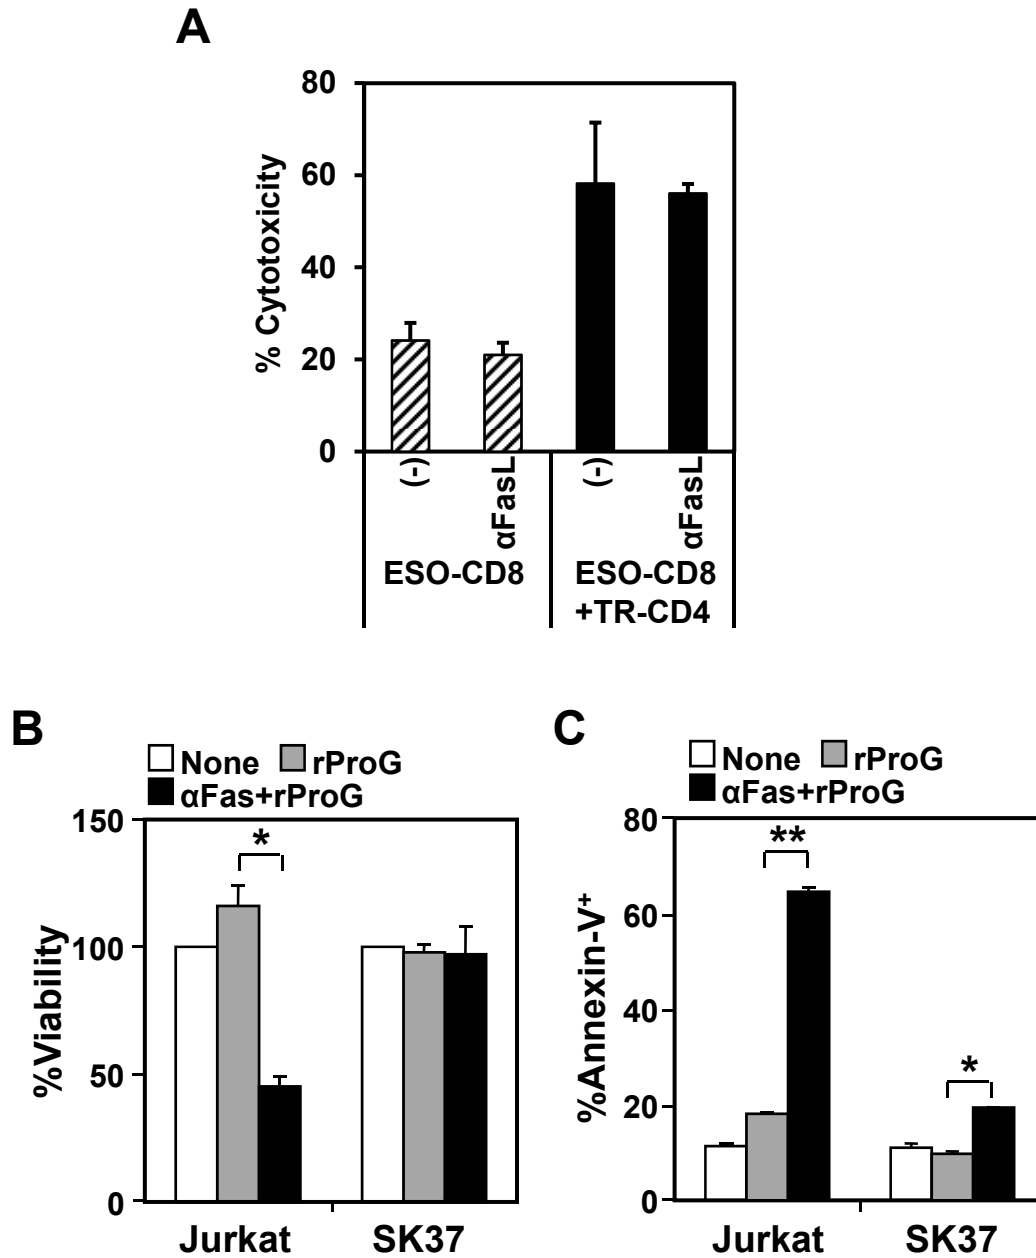 A
80
60
40
20
0
% Cytotoxicity
(-)
αFasL
(-)
αFasL
ESO-CD8
ESO-CD8
+TR-CD4
B
None rProG
αFas+rProG
150
100
50
0
%Viability
*
Jurkat SK37
C
None rProG
αFas+rProG
80
60
40
20
0
%Annexin-V+
**
*
Jurkat SK37